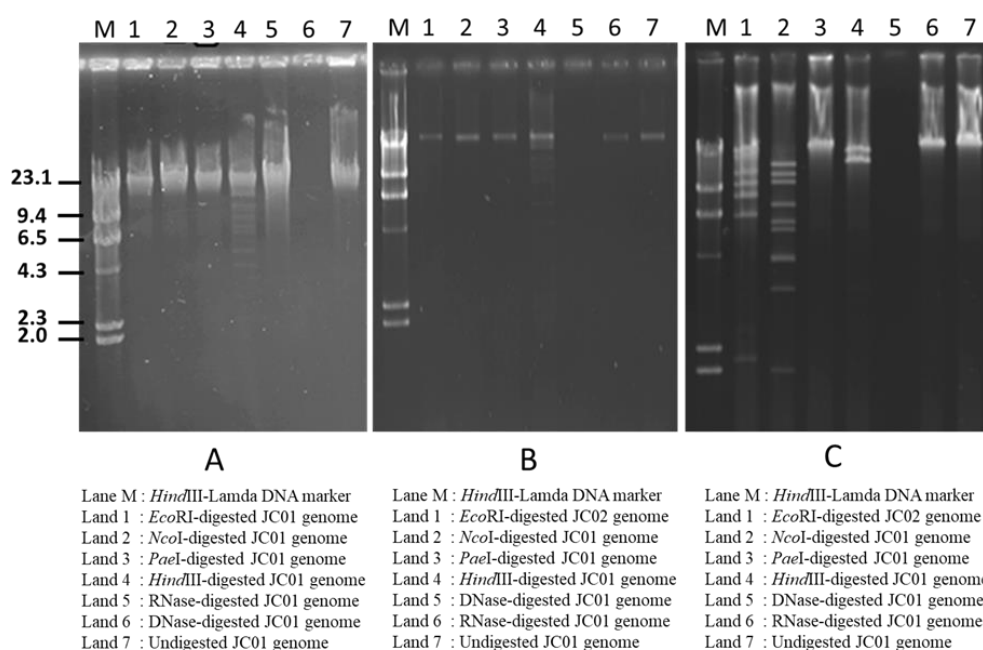 M 1 2 3 4 5 6 7
M 1 2 3 4 5 6 7
M 1 2 3 4 5 6 7
23.1
9.4
6.5
4.3
2.3
2.0
A
B
C
Lane M : HindIII-Lamda DNA marker
Land 1 : EcoRI-digested JC01 genome
Land 2 : NcoI-digested JC01 genome
Land 3 : PaeI-digested JC01 genome
Land 4 : HindIII-digested JC01 genome
Land 5 : RNase-digested JC01 genome
Land 6 : DNase-digested JC01 genome
Land 7 : Undigested JC01 genome
Lane M : HindIII-Lamda DNA marker
Land 1 : EcoRI-digested JC02 genome
Land 2 : NcoI-digested JC01 genome
Land 3 : PaeI-digested JC01 genome
Land 4 : HindIII-digested JC01 genome
Land 5 : DNase-digested JC01 genome
Land 6 : RNase-digested JC01 genome
Land 7 : Undigested JC01 genome
Lane M : HindIII-Lamda DNA marker
Land 1 : EcoRI-digested JC02 genome
Land 2 : NcoI-digested JC01 genome
Land 3 : PaeI-digested JC01 genome
Land 4 : HindIII-digested JC01 genome
Land 5 : DNase-digested JC01 genome
Land 6 : RNase-digested JC01 genome
Land 7 : Undigested JC01 genome